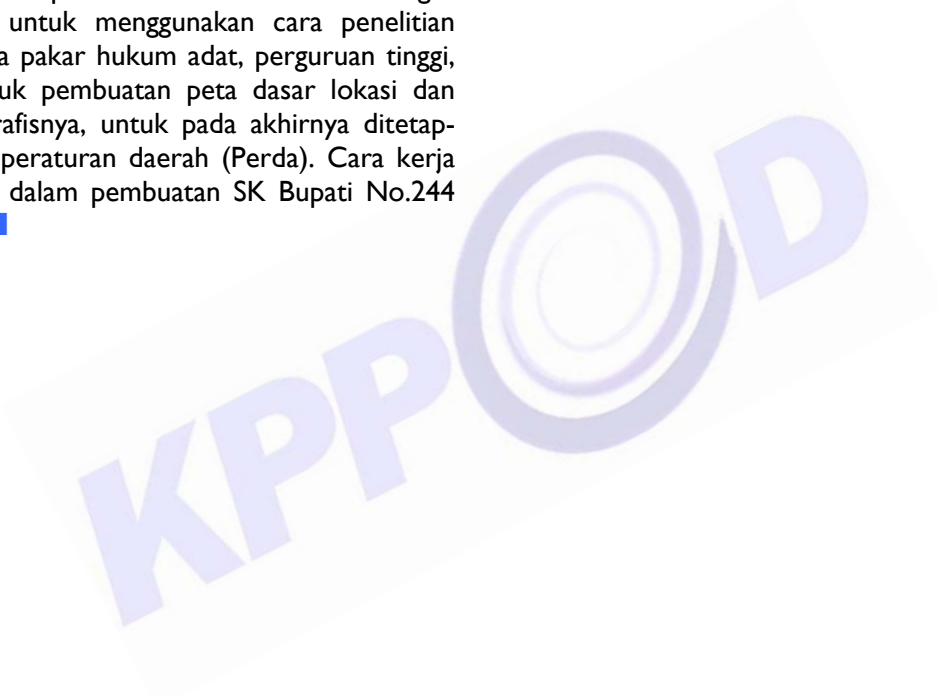 untuk menggunakan cara penelitian
a pakar hukum adat, perguruan tinggi,
uk pembuatan peta dasar lokasi dan
rafisnya, untuk pada akhirnya ditetap-
peraturan daerah (Perda). Cara kerja
dalam pembuatan SK Bupati No.244
KPPOD